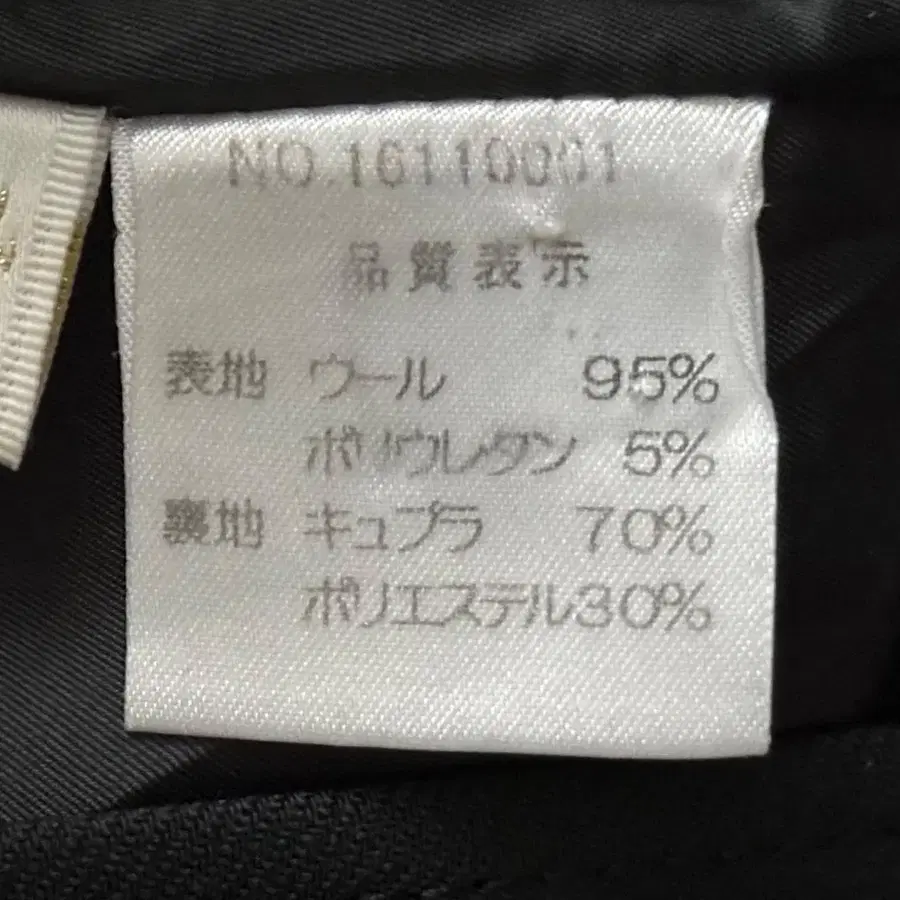 NO.16110001
品質表示
表地 ウール 95%
ポリウレタン 5%
裏地 キュプラ 70%
ポリエステル30%